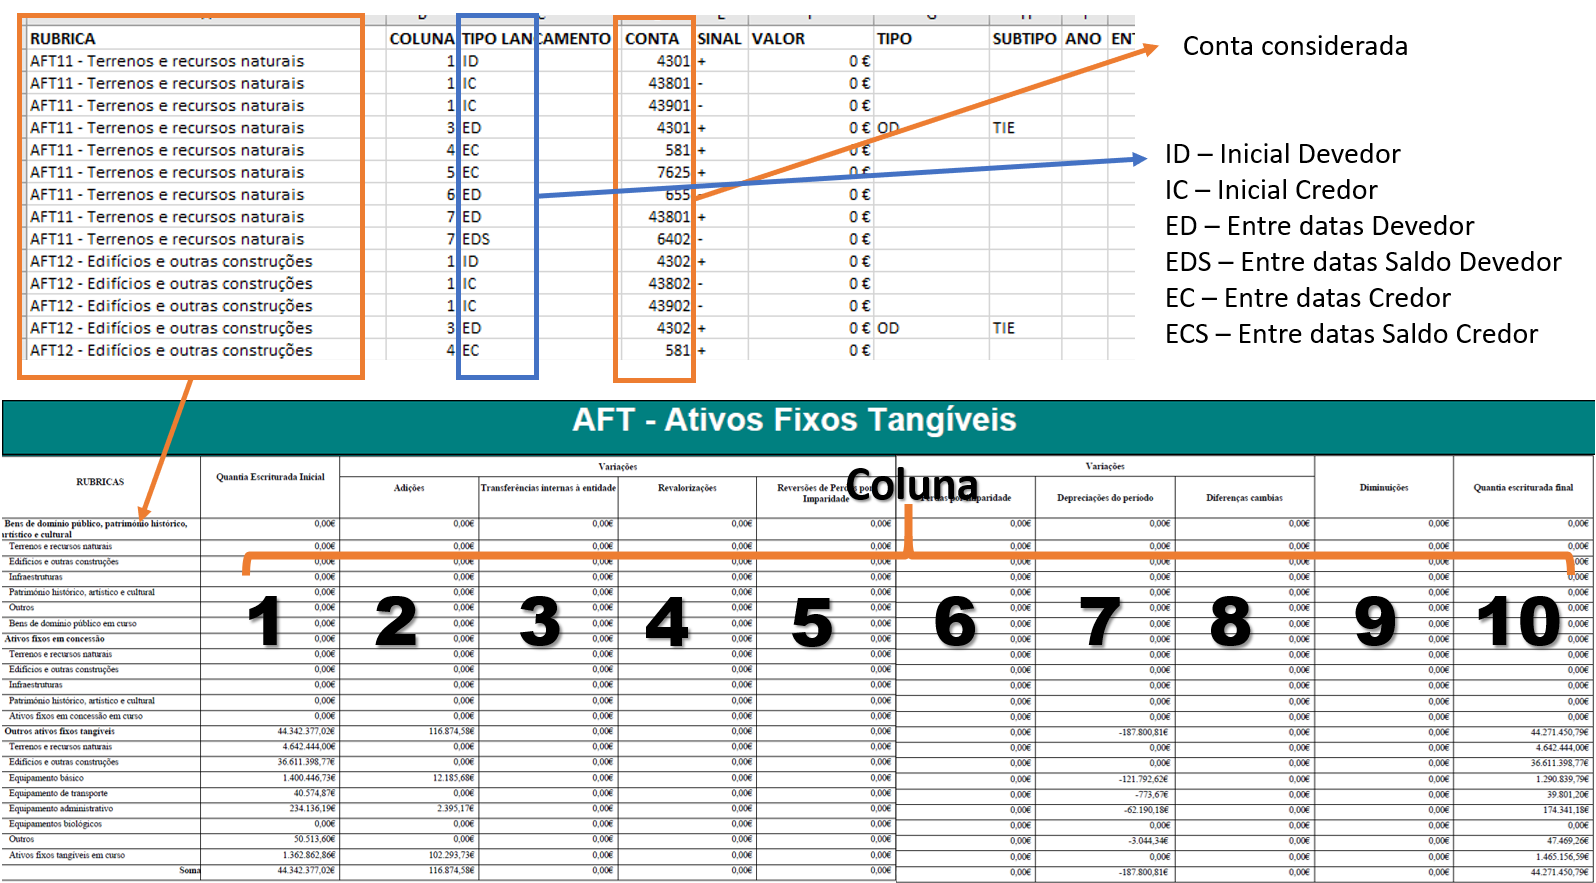 RUBRICA COLUNA TIPO LANCAMENTO CONTA SINAL VALOR TIPO SUBTIPO ANO ENT
AFT11 - Terrenos e recursos naturais 1 ID 4301 + 0 €
AFT11 - Terrenos e recursos naturais 1 IC 43801 - 0 €
AFT11 - Terrenos e recursos naturais 1 IC 43901 - 0 €
AFT11 - Terrenos e recursos naturais 3 ED 4301 + 0 € OD TIE
AFT11 - Terrenos e recursos naturais 4 EC 581 + 0 €
AFT11 - Terrenos e recursos naturais 5 EC 7625 + 0 €
AFT11 - Terrenos e recursos naturais 6 ED 655 - 0 €
AFT11 - Terrenos e recursos naturais 7 ED 43801 + 0 €
AFT11 - Terrenos e recursos naturais 7 EDS 6402 - 0 €
AFT12 - Edifícios e outras construções 1 ID 4302 + 0 €
AFT12 - Edifícios e outras construções 1 IC 43802 - 0 €
AFT12 - Edifícios e outras construções 1 IC 43902 - 0 €
AFT12 - Edifícios e outras construções 3 ED 4302 + 0 € OD TIE
AFT12 - Edifícios e outras construções 4 EC 581 + 0 €
Conta considerada
ID – Inicial Devedor
IC – Inicial Credor
ED – Entre datas Devedor
EDS – Entre datas Saldo Devedor
EC – Entre datas Credor
ECS – Entre datas Saldo Credor
AFT - Ativos Fixos Tangíveis
Variações Variações
RUBRICAS Quantia Escriturada Inicial Adições Transferências internas à entidade Revalorizações Reversões de Perdas por Imparidade Perdas por Imparidade Depreciações do período Diferenças cambias Diminuições Quantia escriturada final
Coluna
Bens de domínio público, património histórico,
artístico e cultural 0,00€ 0,00€ 0,00€ 0,00€ 0,00€ 0,00€ 0,00€ 0,00€ 0,00€ 0,00€
Terrenos e recursos naturais 0,00€ 0,00€ 0,00€ 0,00€ 0,00€ 0,00€ 0,00€ 0,00€ 0,00€ 0,00€
Edifícios e outras construções 0,00€ 0,00€ 0,00€ 0,00€ 0,00€ 0,00€ 0,00€ 0,00€ 0,00€ 0,00€
Infraestruturas 0,00€ 0,00€ 0,00€ 0,00€ 0,00€ 0,00€ 0,00€ 0,00€ 0,00€ 0,00€
Património histórico, artístico e cultural 0,00€ 0,00€ 0,00€ 0,00€ 0,00€ 0,00€ 0,00€ 0,00€ 0,00€ 0,00€
Outros 0,00€ 0,00€ 0,00€ 0,00€ 0,00€ 0,00€ 0,00€ 0,00€ 0,00€ 0,00€
Bens de domínio público em curso 0,00€ 0,00€ 0,00€ 0,00€ 0,00€ 0,00€ 0,00€ 0,00€ 0,00€ 0,00€
1 2 3 4 5 6 7 8 9 10
Ativos fixos em concessão 0,00€ 0,00€ 0,00€ 0,00€ 0,00€ 0,00€ 0,00€ 0,00€ 0,00€ 0,00€
Terrenos e recursos naturais 0,00€ 0,00€ 0,00€ 0,00€ 0,00€ 0,00€ 0,00€ 0,00€ 0,00€ 0,00€
Edifícios e outras construções 0,00€ 0,00€ 0,00€ 0,00€ 0,00€ 0,00€ 0,00€ 0,00€ 0,00€ 0,00€
Infraestruturas 0,00€ 0,00€ 0,00€ 0,00€ 0,00€ 0,00€ 0,00€ 0,00€ 0,00€ 0,00€
Património histórico, artístico e cultural 0,00€ 0,00€ 0,00€ 0,00€ 0,00€ 0,00€ 0,00€ 0,00€ 0,00€ 0,00€
Ativos fixos em concessão em curso 0,00€ 0,00€ 0,00€ 0,00€ 0,00€ 0,00€ 0,00€ 0,00€ 0,00€ 0,00€
Outros ativos fixos tangíveis 44.342.377,02€ 116.874,58€ 0,00€ 0,00€ 0,00€ 0,00€ -187.800,81€ 0,00€ 0,00€ 44.271.450,79€
Terrenos e recursos naturais 4.642.444,00€ 0,00€ 0,00€ 0,00€ 0,00€ 0,00€ 0,00€ 0,00€ 0,00€ 4.642.444,00€
Edifícios e outras construções 36.611.398,77€ 0,00€ 0,00€ 0,00€ 0,00€ 0,00€ 0,00€ 0,00€ 0,00€ 36.611.398,77€
Equipamento básico 1.400.446,73€ 12.185,68€ 0,00€ 0,00€ 0,00€ 0,00€ -121.792,62€ 0,00€ 0,00€ 1.290.839,79€
Equipamento de transporte 40.574,87€ 0,00€ 0,00€ 0,00€ 0,00€ 0,00€ -773,67€ 0,00€ 0,00€ 39.801,20€
Equipamento administrativo 234.136,19€ 2.395,17€ 0,00€ 0,00€ 0,00€ 0,00€ -62.190,18€ 0,00€ 0,00€ 174.341,18€
Equipamentos biológicos 0,00€ 0,00€ 0,00€ 0,00€ 0,00€ 0,00€ 0,00€ 0,00€ 0,00€ 0,00€
Outros 50.513,60€ 0,00€ 0,00€ 0,00€ 0,00€ 0,00€ -3.044,34€ 0,00€ 0,00€ 47.469,26€
Ativos fixos tangíveis em curso 1.362.862,86€ 102.293,73€ 0,00€ 0,00€ 0,00€ 0,00€ 0,00€ 0,00€ 0,00€ 1.465.156,59€
Soma 44.342.377,02€ 116.874,58€ 0,00€ 0,00€ 0,00€ 0,00€ -187.800,81€ 0,00€ 0,00€ 44.271.450,79€